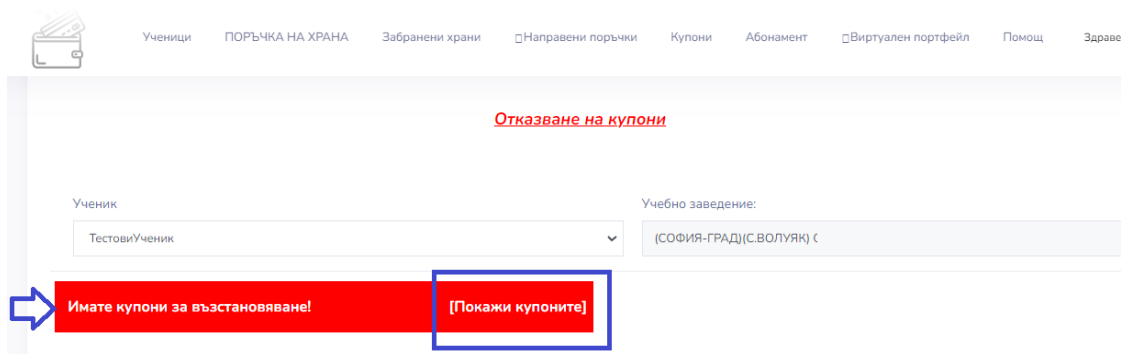 Ученици ПОРЪЧКА НА ХРАНА Забранени храни Направени поръчки Купони Абонамент Виртуален портфейл Помощ Здраве
Отказване на купони
Ученик Учебно заведение:
ТестовиУченик (СОФИЯ-ГРАД)(С.ВОЛУЯК)
Имате купони за възстановяване! [Покажи купоните]